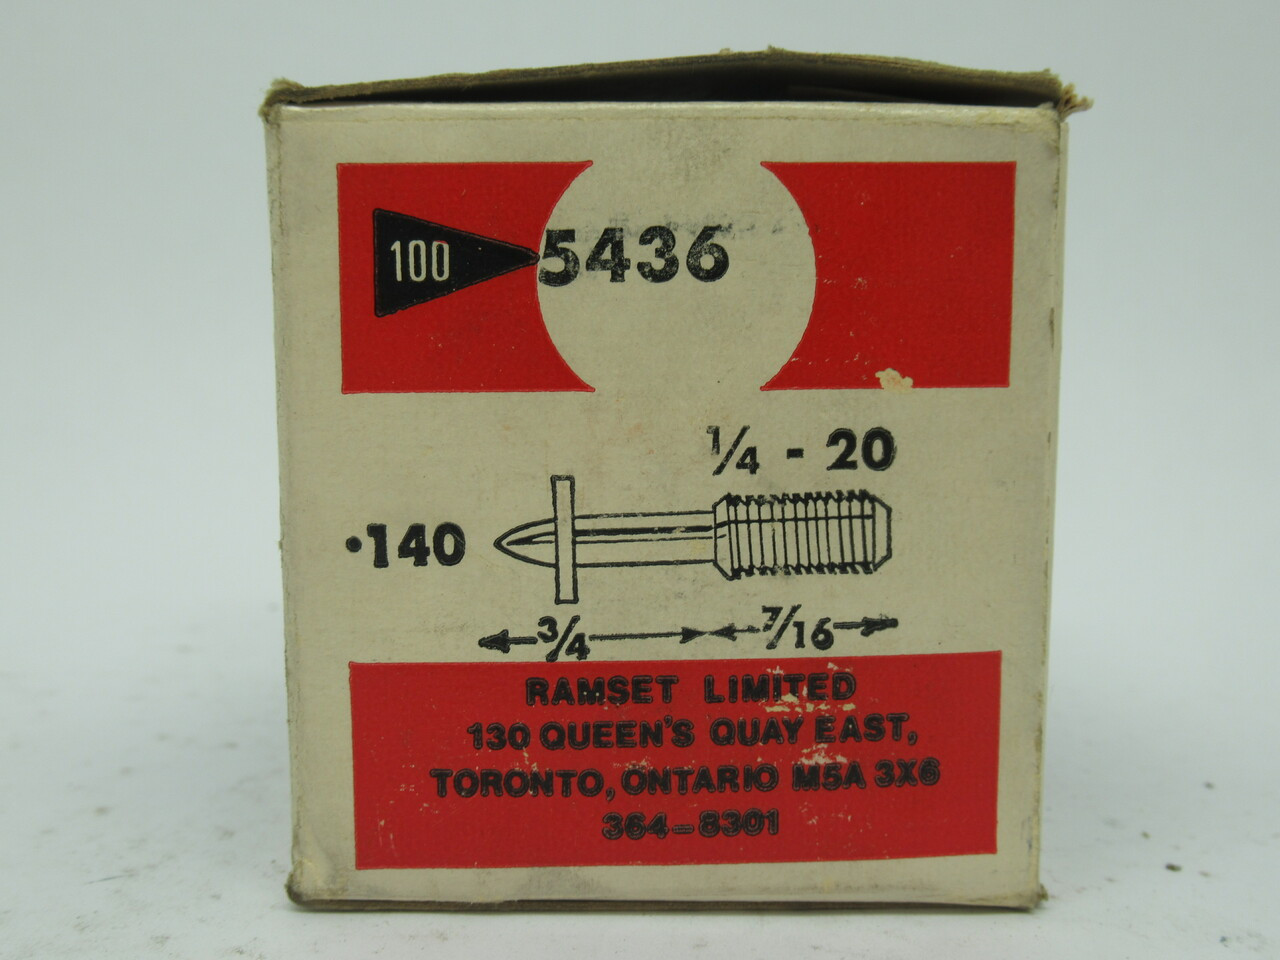 100 5436
1/4 - 20
.140
3/4 7/16
RAMSET LIMITED
130 QUEEN'S QUAY EAST,
TORONTO, ONTARIO M5A 3X6
364-8301